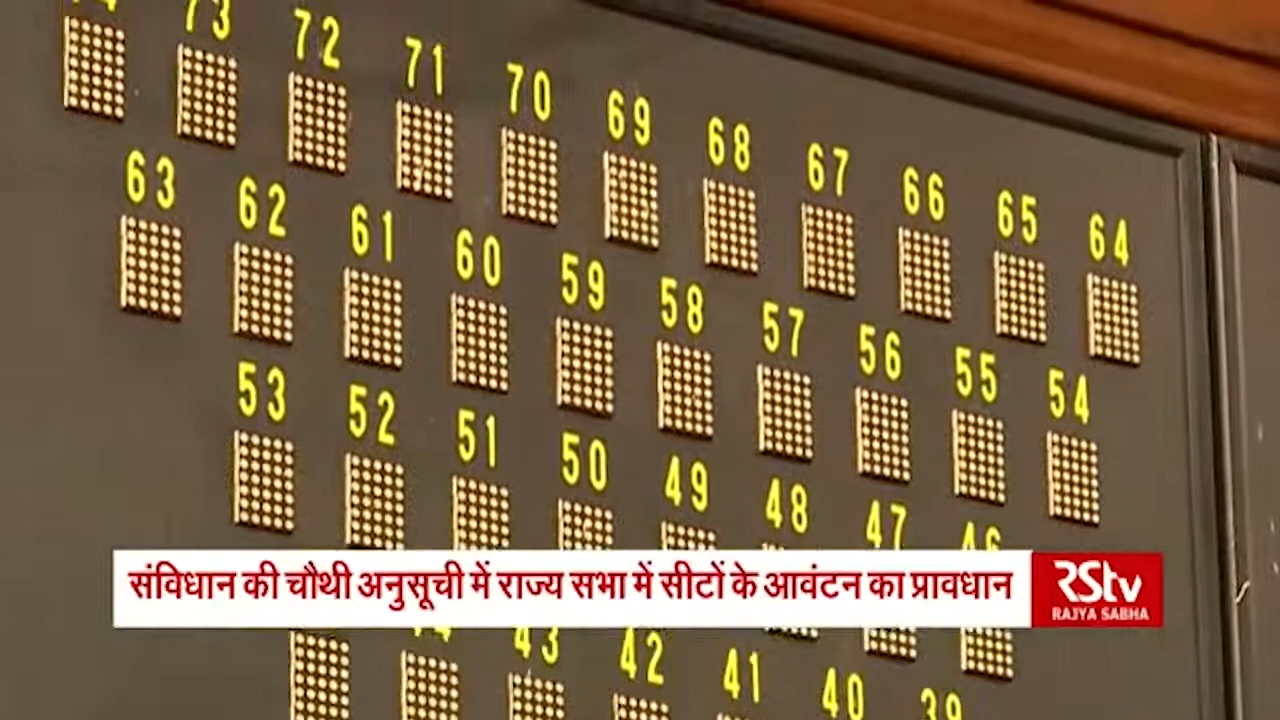 73 72 71 70 69 68 67 66 65 64
63 62 61 60 59 58 57 56 55 54
53 52 51 50 49 48 47 46
संविधान की चौथी अनुसूची में राज्य सभा में सीटों के आवंटन का प्रावधान
RStv
RAJYA SABHA
43 42 41 40 39